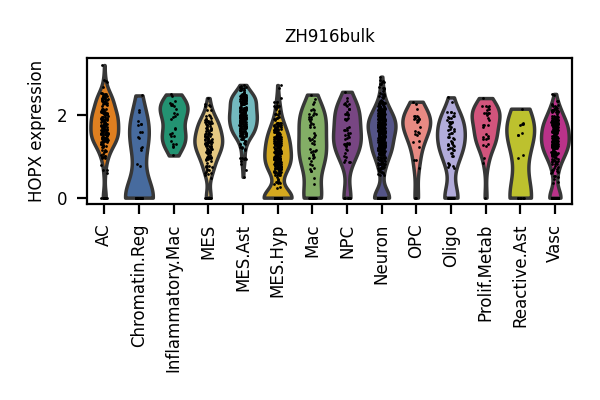 ZH916bulk
HOPX expression
2
0
AC
Chromatin.Reg
Inflammatory.Mac
MES
MES.Ast
MES.Hyp
Mac
NPC
Neuron
OPC
Oligo
Prolif.Metab
Reactive.Ast
Vasc